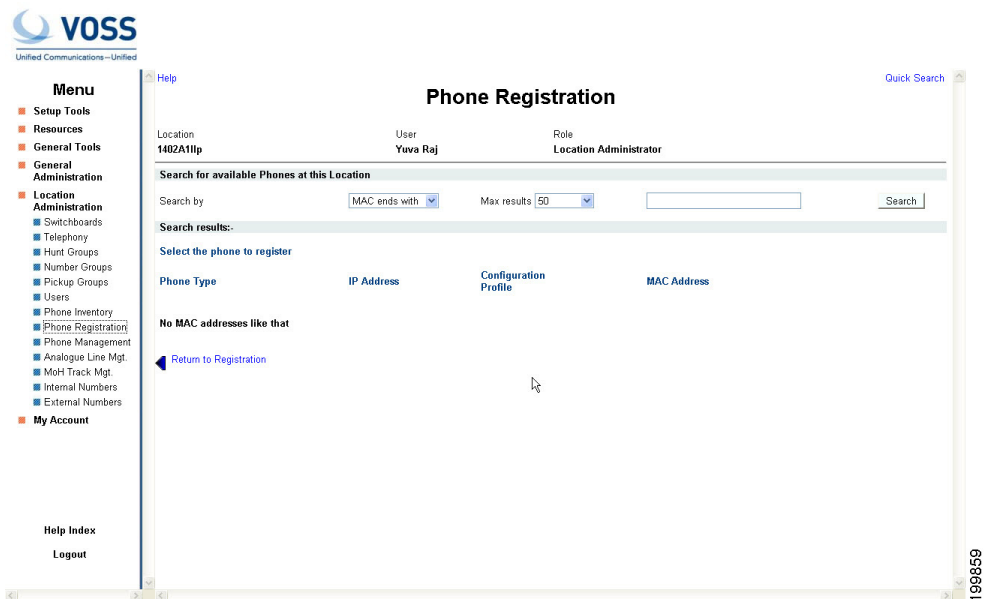 VOSS
Unified Communications—Unified
Menu
Setup Tools
Resources
General Tools
General
Administration
Location
Administration
Switchboards
Telephony
Hunt Groups
Number Groups
Pickup Groups
Users
Phone Inventory
Phone Registration
Phone Management
Analogue Line Mgt.
MoH Track Mgt.
Internal Numbers
External Numbers
My Account
Help Index
Logout
Help
Quick Search
Phone Registration
Location User Role
1402A1llp Yuva Raj Location Administrator
Search for available Phones at this Location
Search by MAC ends with Max results 50 Search
Search results:-
Select the phone to register
Phone Type IP Address Configuration Profile MAC Address
No MAC addresses like that
Return to Registration
199859